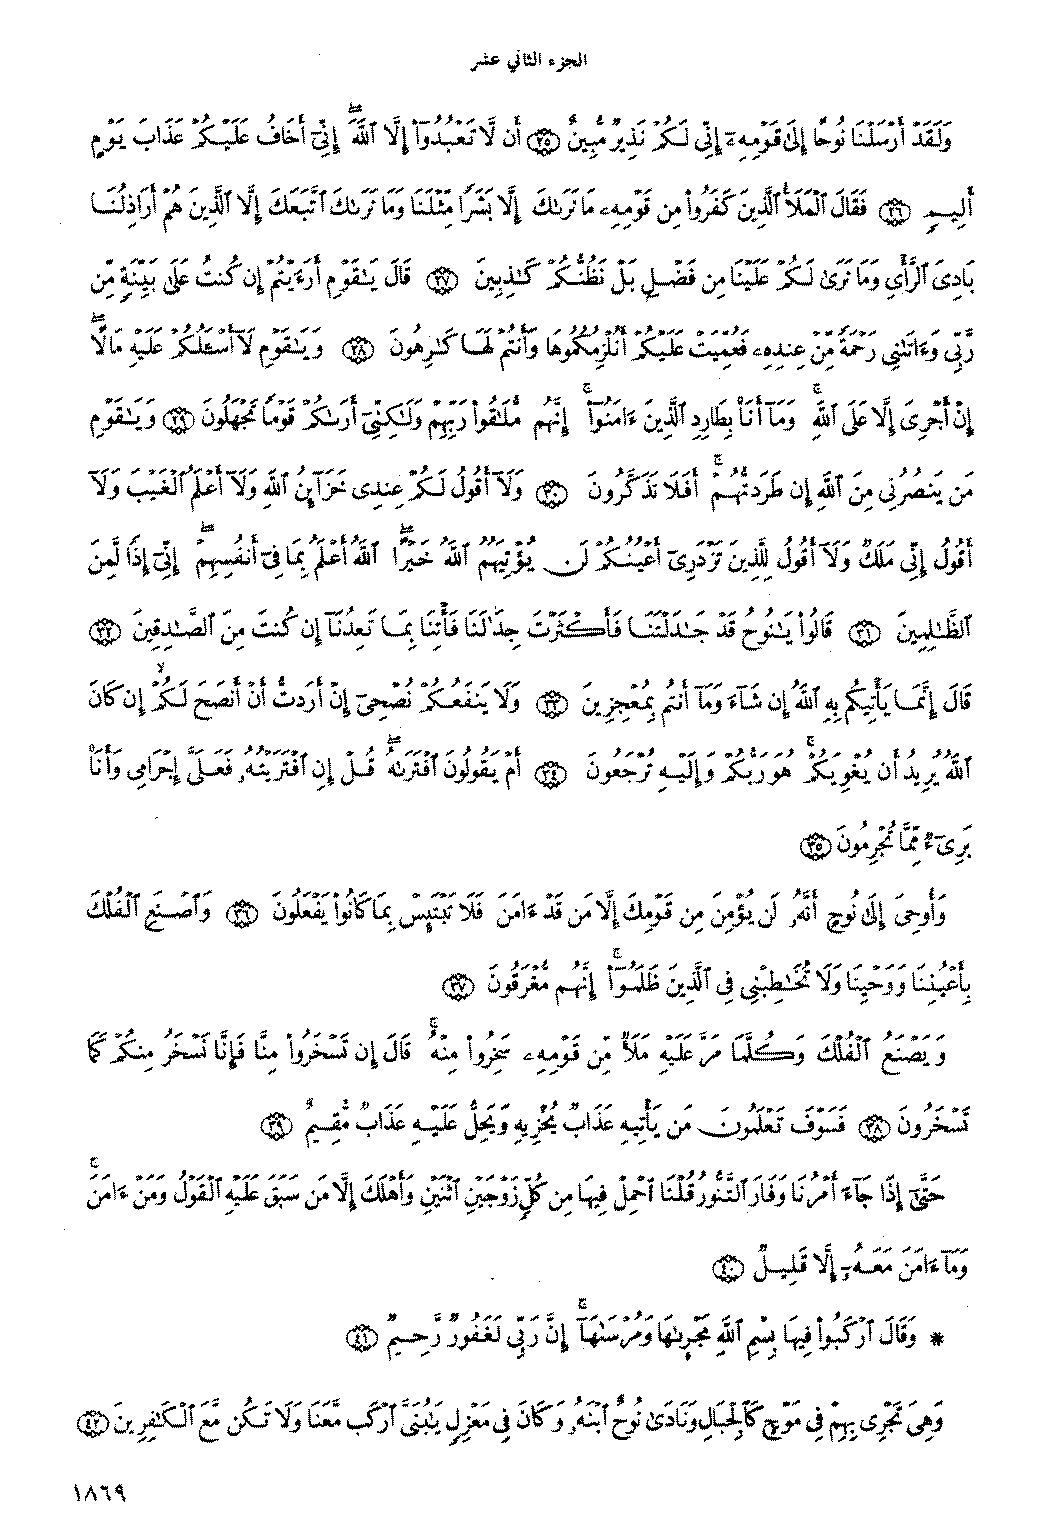 الجزء الثاني عشر
وَلَقَدۡ أَرۡسَلۡنَا نُوحًا إِلَىٰ قَوۡمِهِۦٓ إِنِّي لَكُمۡ نَذِيرٞ مُّبِينٌ ٢٥ أَن لَّا تَعۡبُدُوٓاْ إِلَّا ٱللَّهَۖ إِنِّيٓ أَخَافُ عَلَيۡكُمۡ عَذَابَ يَوۡمٍ
أَلِيمٖ ٢٦ فَقَالَ ٱلۡمَلَأُ ٱلَّذِينَ كَفَرُواْ مِن قَوۡمِهِۦ مَا نَرَىٰكَ إِلَّا بَشَرٗا مِّثۡلَنَا وَمَا نَرَىٰكَ ٱتَّبَعَكَ إِلَّا ٱلَّذِينَ هُمۡ أَرَاذِلُنَا
بَادِيَ ٱلرَّأۡيِ وَمَا نَرَىٰ لَكُمۡ عَلَيۡنَا مِن فَضۡلِۭ بَلۡ نَظُنُّكُمۡ كَٰذِبِينَ ٢٧ قَالَ يَٰقَوۡمِ أَرَءَيۡتُمۡ إِن كُنتُ عَلَىٰ بَيِّنَةٖ مِّن
رَّبِّي وَءَاتَىٰنِي رَحۡمَةٗ مِّنۡ عِندِهِۦ فَعُمِّيَتۡ عَلَيۡكُمۡ أَنُلۡزِمُكُمُوهَا وَأَنتُمۡ لَهَا كَٰرِهُونَ ٢٨ وَيَٰقَوۡمِ لَآ أَسۡـَٔلُكُمۡ عَلَيۡهِ مَالًاۖ
إِنۡ أَجۡرِيَ إِلَّا عَلَى ٱللَّهِۚ وَمَآ أَنَا۠ بِطَارِدِ ٱلَّذِينَ ءَامَنُوٓاْۚ إِنَّهُم مُّلَٰقُواْ رَبِّهِمۡ وَلَٰكِنِّيٓ أَرَىٰكُمۡ قَوۡمٗا تَجۡهَلُونَ ٢٩ وَيَٰقَوۡمِ
مَن يَنصُرُنِي مِنَ ٱللَّهِ إِن طَرَدتُّهُمۡۚ أَفَلَا تَذَكَّرُونَ ٣٠ وَلَآ أَقُولُ لَكُمۡ عِندِي خَزَآئِنُ ٱللَّهِ وَلَآ أَعۡلَمُ ٱلۡغَيۡبَ وَلَآ
أَقُولُ إِنِّي مَلَكٞ وَلَآ أَقُولُ لِلَّذِينَ تَزۡدَرِيٓ أَعۡيُنُكُمۡ لَن يُؤۡتِيَهُمُ ٱللَّهُ خَيۡرًاۖ ٱللَّهُ أَعۡلَمُ بِمَا فِيٓ أَنفُسِهِمۡۖ إِنِّيٓ إِذٗا لَّمِنَ
ٱلظَّٰلِمِينَ ٣١ قَالُواْ يَٰنُوحُ قَدۡ جَٰدَلۡتَنَا فَأَكۡثَرۡتَ جِدَٰلَنَا فَأۡتِنَا بِمَا تَعِدُنَآ إِن كُنتَ مِنَ ٱلصَّٰدِقِينَ ٣٢
قَالَ إِنَّمَا يَأۡتِيكُم بِهِ ٱللَّهُ إِن شَآءَ وَمَآ أَنتُم بِمُعۡجِزِينَ ٣٣ وَلَا يَنفَعُكُمۡ نُصۡحِيٓ إِنۡ أَرَدتُّ أَنۡ أَنصَحَ لَكُمۡ إِن كَانَ
ٱللَّهُ يُرِيدُ أَن يُغۡوِيَكُمۡۚ هُوَ رَبُّكُمۡ وَإِلَيۡهِ تُرۡجَعُونَ ٣٤ أَمۡ يَقُولُونَ ٱفۡتَرَىٰهُۖ قُلۡ إِنِ ٱفۡتَرَيۡتُهُۥ فَعَلَيَّ إِجۡرَامِي وَأَنَا۠
بَرِيٓءٞ مِّمَّا تُجۡرِمُونَ ٣٥
وَأُوحِيَ إِلَىٰ نُوحٍ أَنَّهُۥ لَن يُؤۡمِنَ مِن قَوۡمِكَ إِلَّا مَن قَدۡ ءَامَنَ فَلَا تَبۡتَئِسۡ بِمَا كَانُواْ يَفۡعَلُونَ ٣٦ وَٱصۡنَعِ ٱلۡفُلۡكَ
بِأَعۡيُنِنَا وَوَحۡيِنَا وَلَا تُخَٰطِبۡنِي فِي ٱلَّذِينَ ظَلَمُوٓاْۚ إِنَّهُم مُّغۡرَقُونَ ٣٧
وَيَصۡنَعُ ٱلۡفُلۡكَ وَكُلَّمَا مَرَّ عَلَيۡهِ مَلَأٞ مِّن قَوۡمِهِۦ سَخِرُواْ مِنۡهُۚ قَالَ إِن تَسۡخَرُواْ مِنَّا فَإِنَّا نَسۡخَرُ مِنكُمۡ كَمَا
تَسۡخَرُونَ ٣٨ فَسَوۡفَ تَعۡلَمُونَ مَن يَأۡتِيهِ عَذَابٞ يُخۡزِيهِ وَيَحِلُّ عَلَيۡهِ عَذَابٞ مُّقِيمٌ ٣٩
حَتَّىٰٓ إِذَا جَآءَ أَمۡرُنَا وَفَارَ ٱلتَّنُّورُ قُلۡنَا ٱحۡمِلۡ فِيهَا مِن كُلّٖ زَوۡجَيۡنِ ٱثۡنَيۡنِ وَأَهۡلَكَ إِلَّا مَن سَبَقَ عَلَيۡهِ ٱلۡقَوۡلُ وَمَنۡ ءَامَنَۚ
وَمَآ ءَامَنَ مَعَهُۥٓ إِلَّا قَلِيلٞ ٤٠
* وَقَالَ ٱرۡكَبُواْ فِيهَا بِسۡمِ ٱللَّهِ مَجۡرٜىٰهَا وَمُرۡسَىٰهَآۚ إِنَّ رَبِّي لَغَفُورٞ رَّحِيمٞ ٤١
وَهِيَ تَجۡرِي بِهِمۡ فِي مَوۡجٖ كَٱلۡجِبَالِ وَنَادَىٰ نُوحٌ ٱبۡنَهُۥ وَكَانَ فِي مَعۡزِلٖ يَٰبُنَيَّ ٱرۡكَب مَّعَنَا وَلَا تَكُن مَّعَ ٱلۡكَٰفِرِينَ ٤٢
١٨٦٩